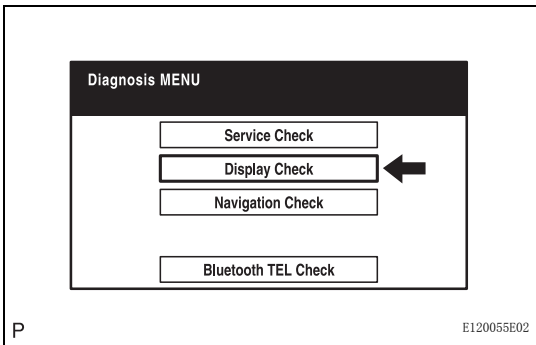 Diagnosis MENU
Service Check
Display Check
Navigation Check
Bluetooth TEL Check
P
E120055E02